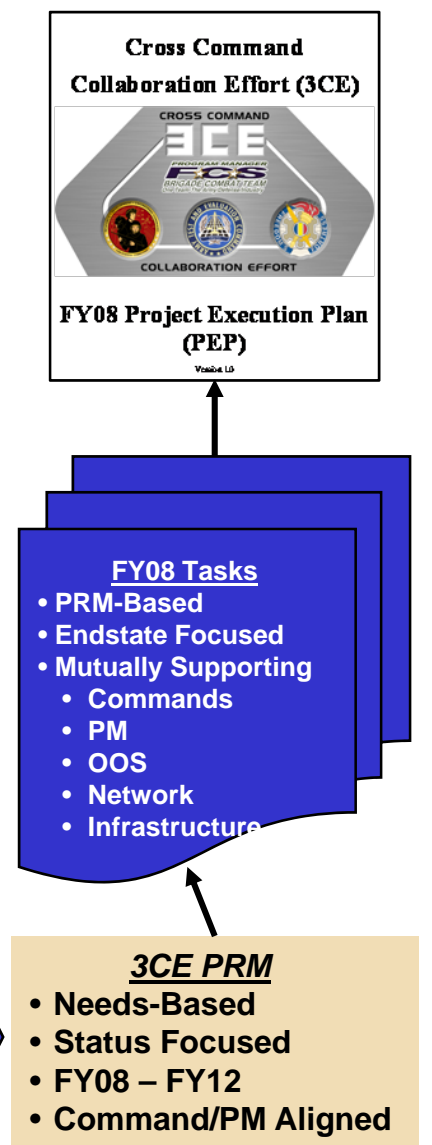 Cross Command
Collaboration Effort (3CE)
CROSS COMMAND
3CE
PROGRAM MANAGER
FCS
BRIGADE COMBAT TEAM
COLLABORATION EFFORT
FY08 Project Execution Plan
(PEP)
FY08 Tasks
• PRM-Based
• Endstate Focused
• Mutually Supporting
• Commands
• PM
• OOS
• Network
• Infrastructure
3CE PRM
• Needs-Based
• Status Focused
• FY08 – FY12
• Command/PM Aligned